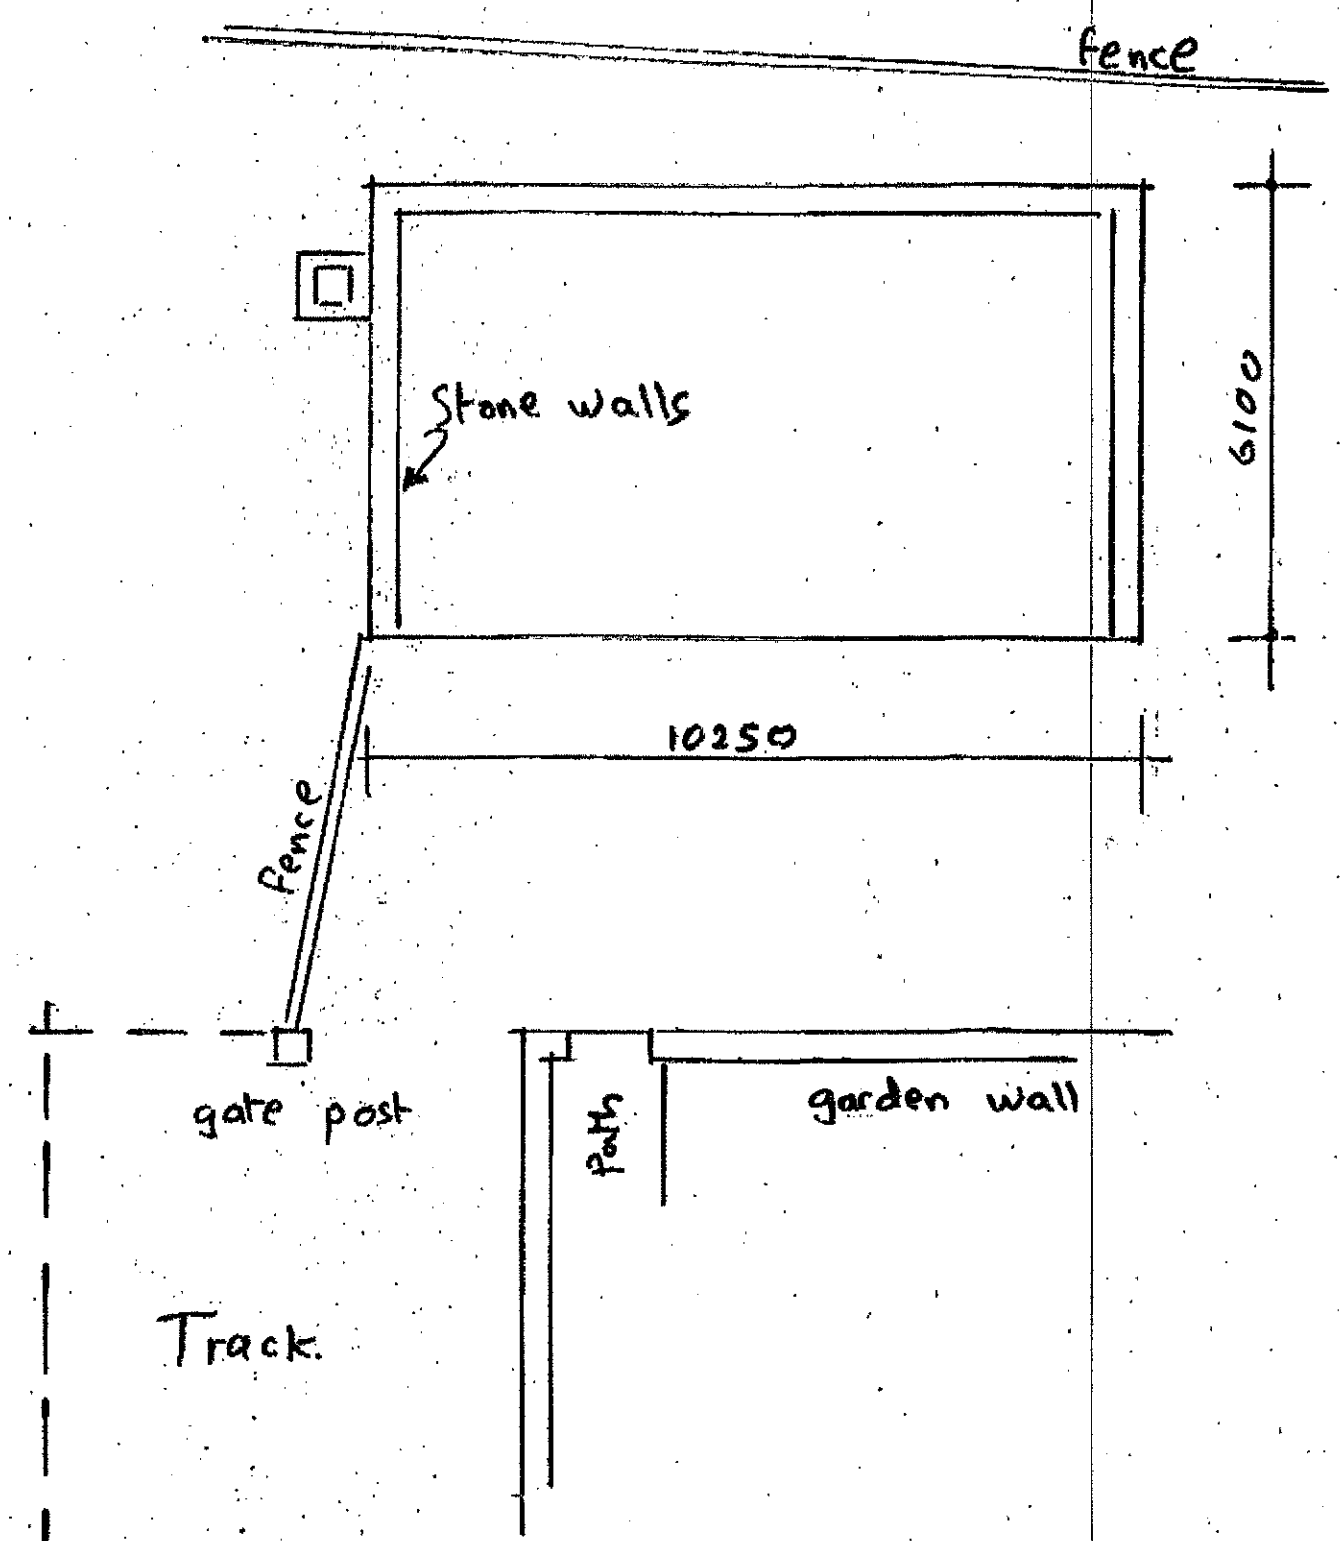 fence
Stone walls
6100
10250
fence
gate post
path
garden wall
Track.